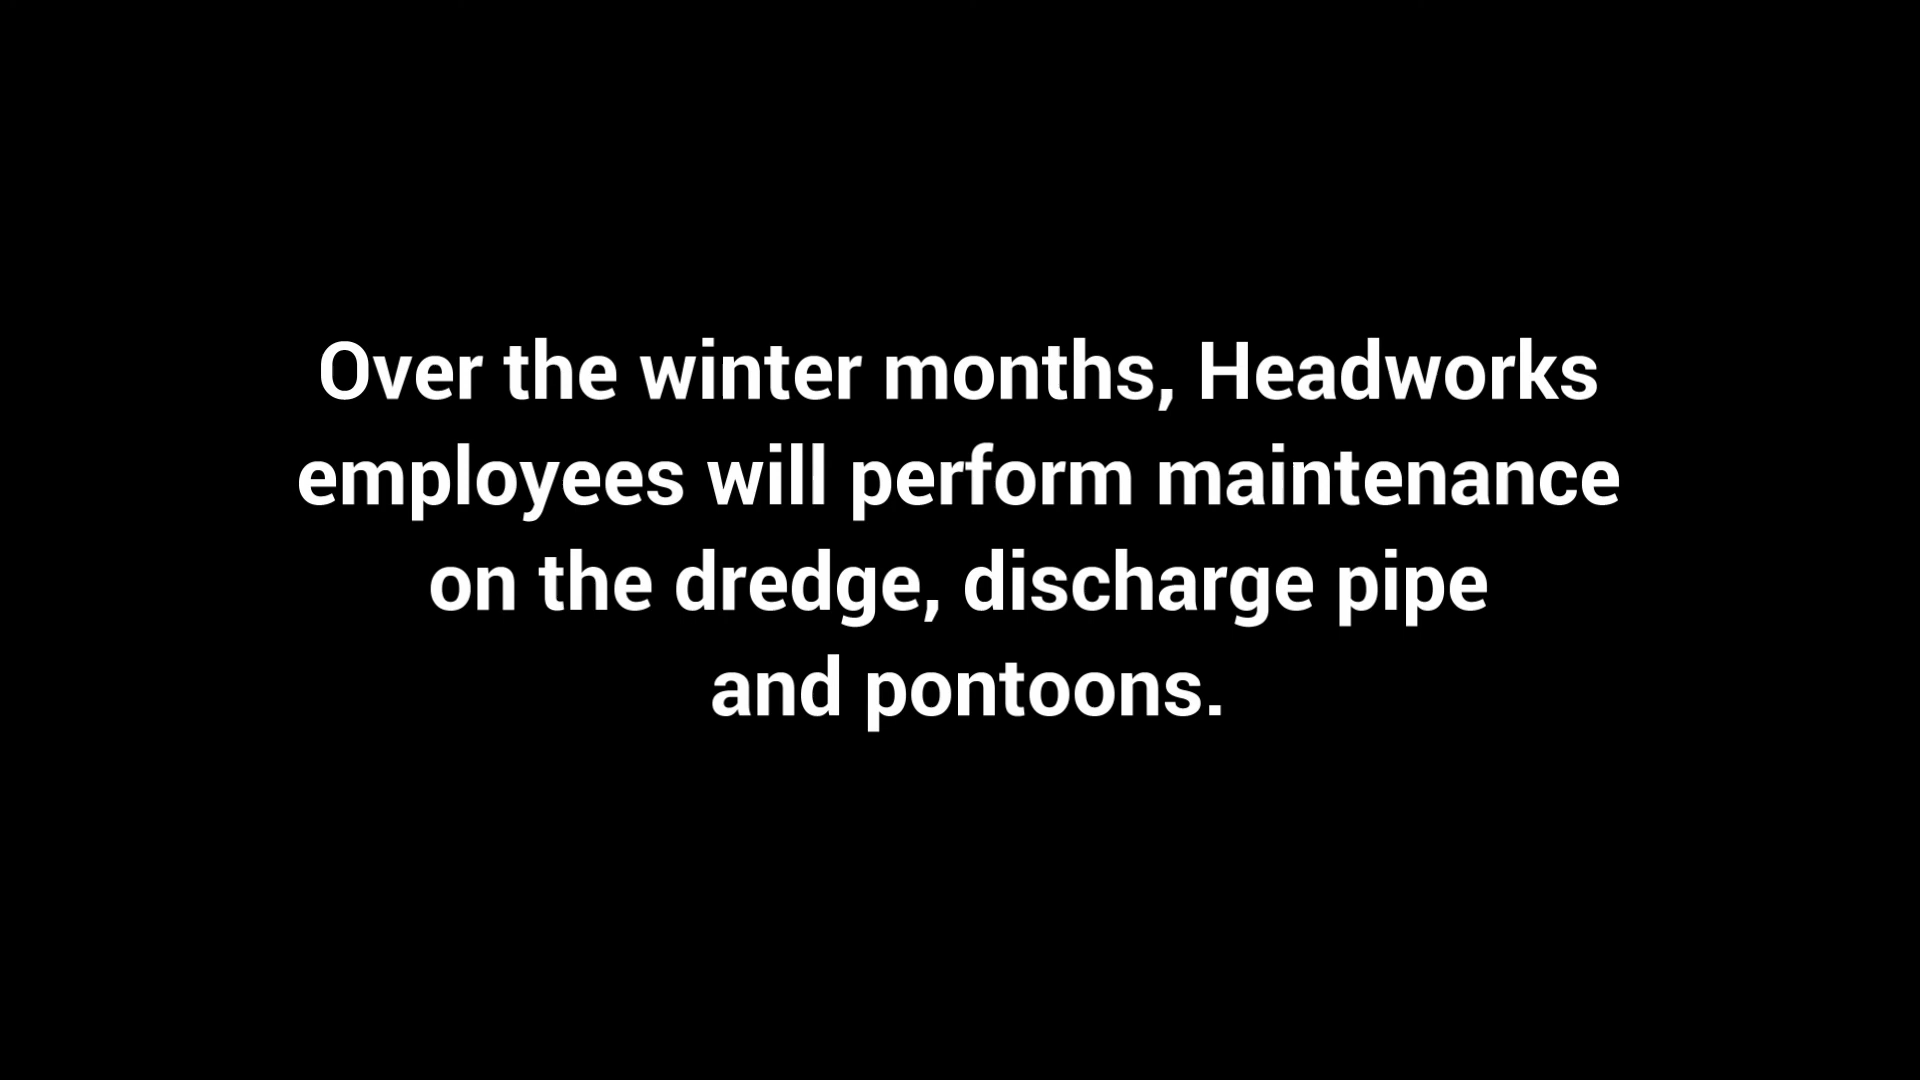 Over the winter months, Headworks
employees will perform maintenance
on the dredge, discharge pipe
and pontoons.